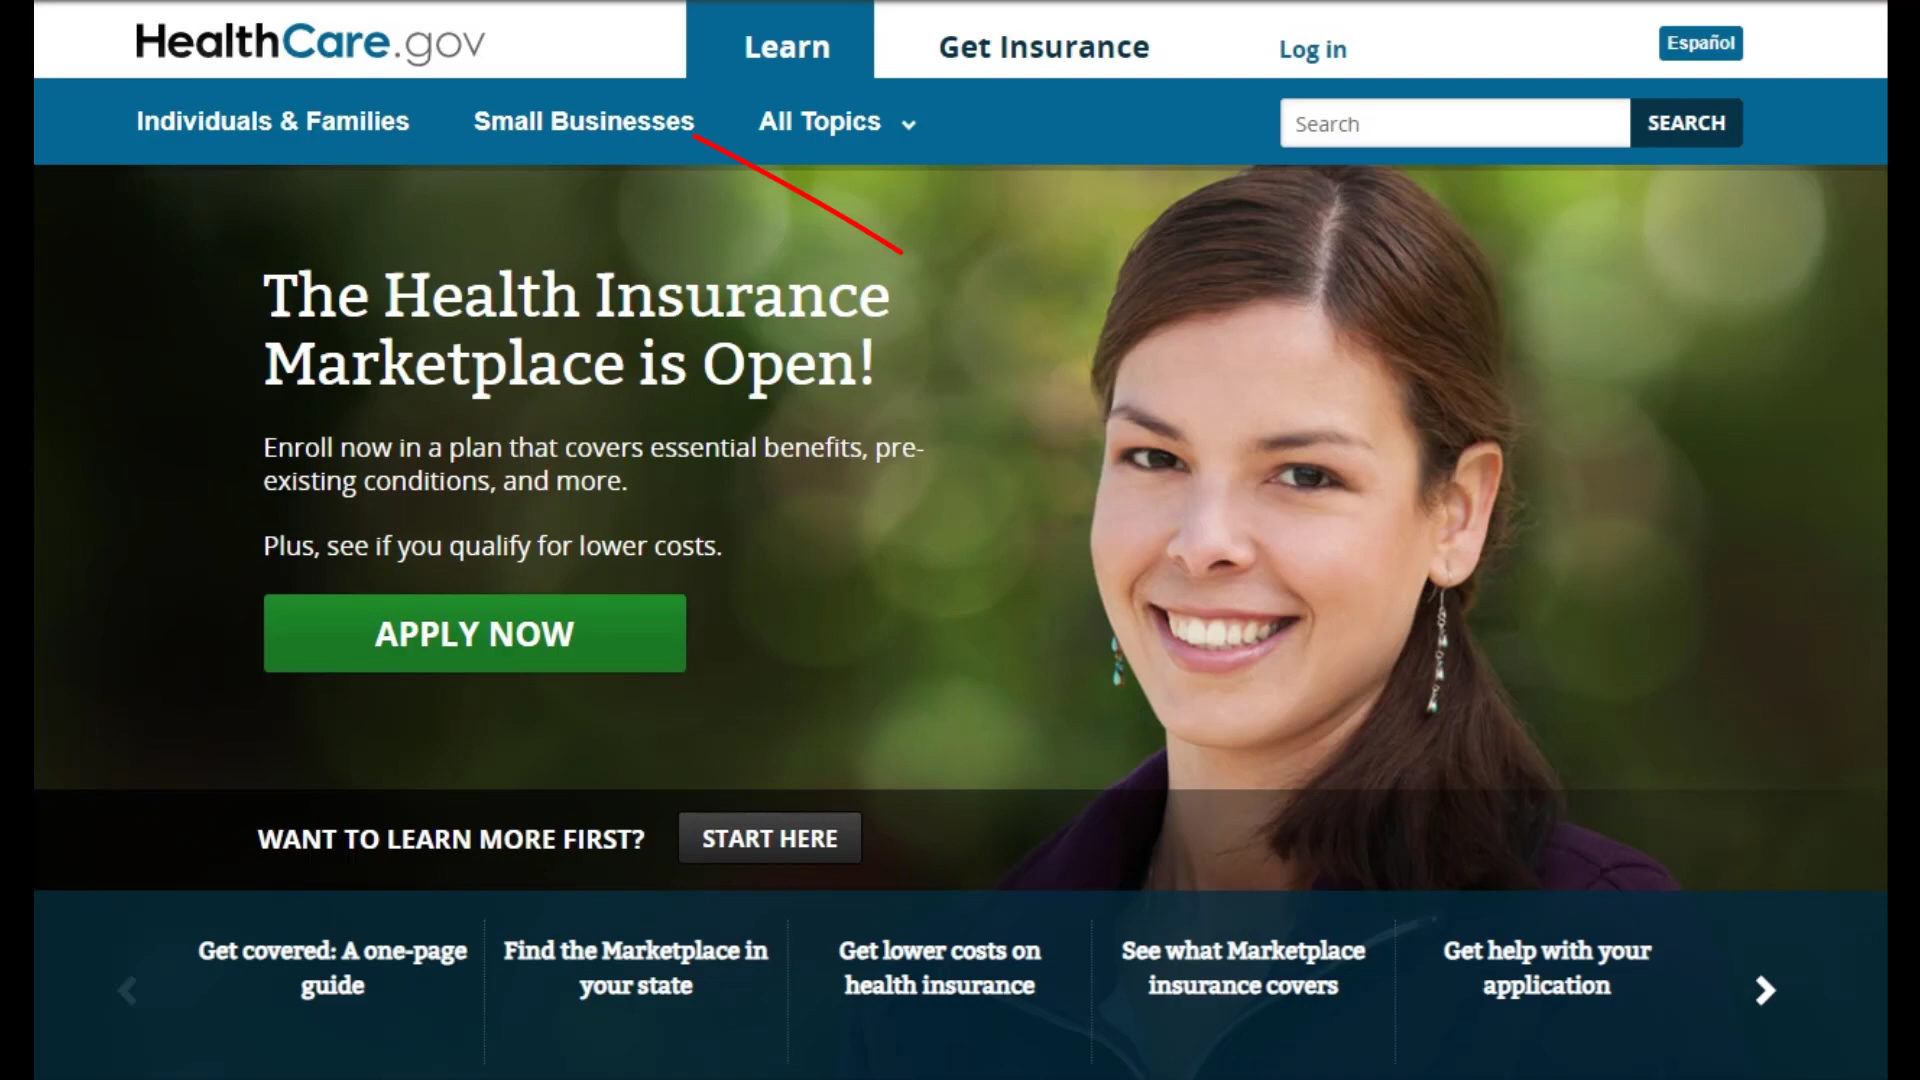 HealthCare.gov
Learn
Get Insurance
Log in
Español
Individuals & Families
Small Businesses
All Topics
Search
SEARCH
The Health Insurance
Marketplace is Open!
Enroll now in a plan that covers essential benefits, pre-
existing conditions, and more.
Plus, see if you qualify for lower costs.
APPLY NOW
WANT TO LEARN MORE FIRST?
START HERE
Get covered: A one-page
guide
Find the Marketplace in
your state
Get lower costs on
health insurance
See what Marketplace
insurance covers
Get help with your
application